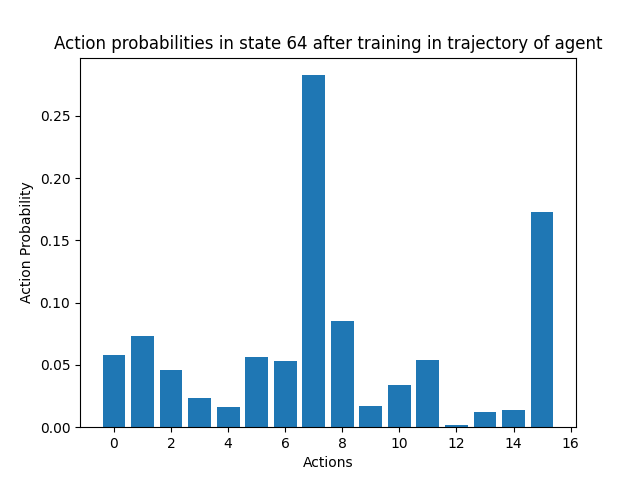 Action probabilities in state 64 after training in trajectory of agent
0.25
0.20
0.15
0.10
0.05
0.00
Action Probability
0 2 4 6 8 10 12 14 16
Actions